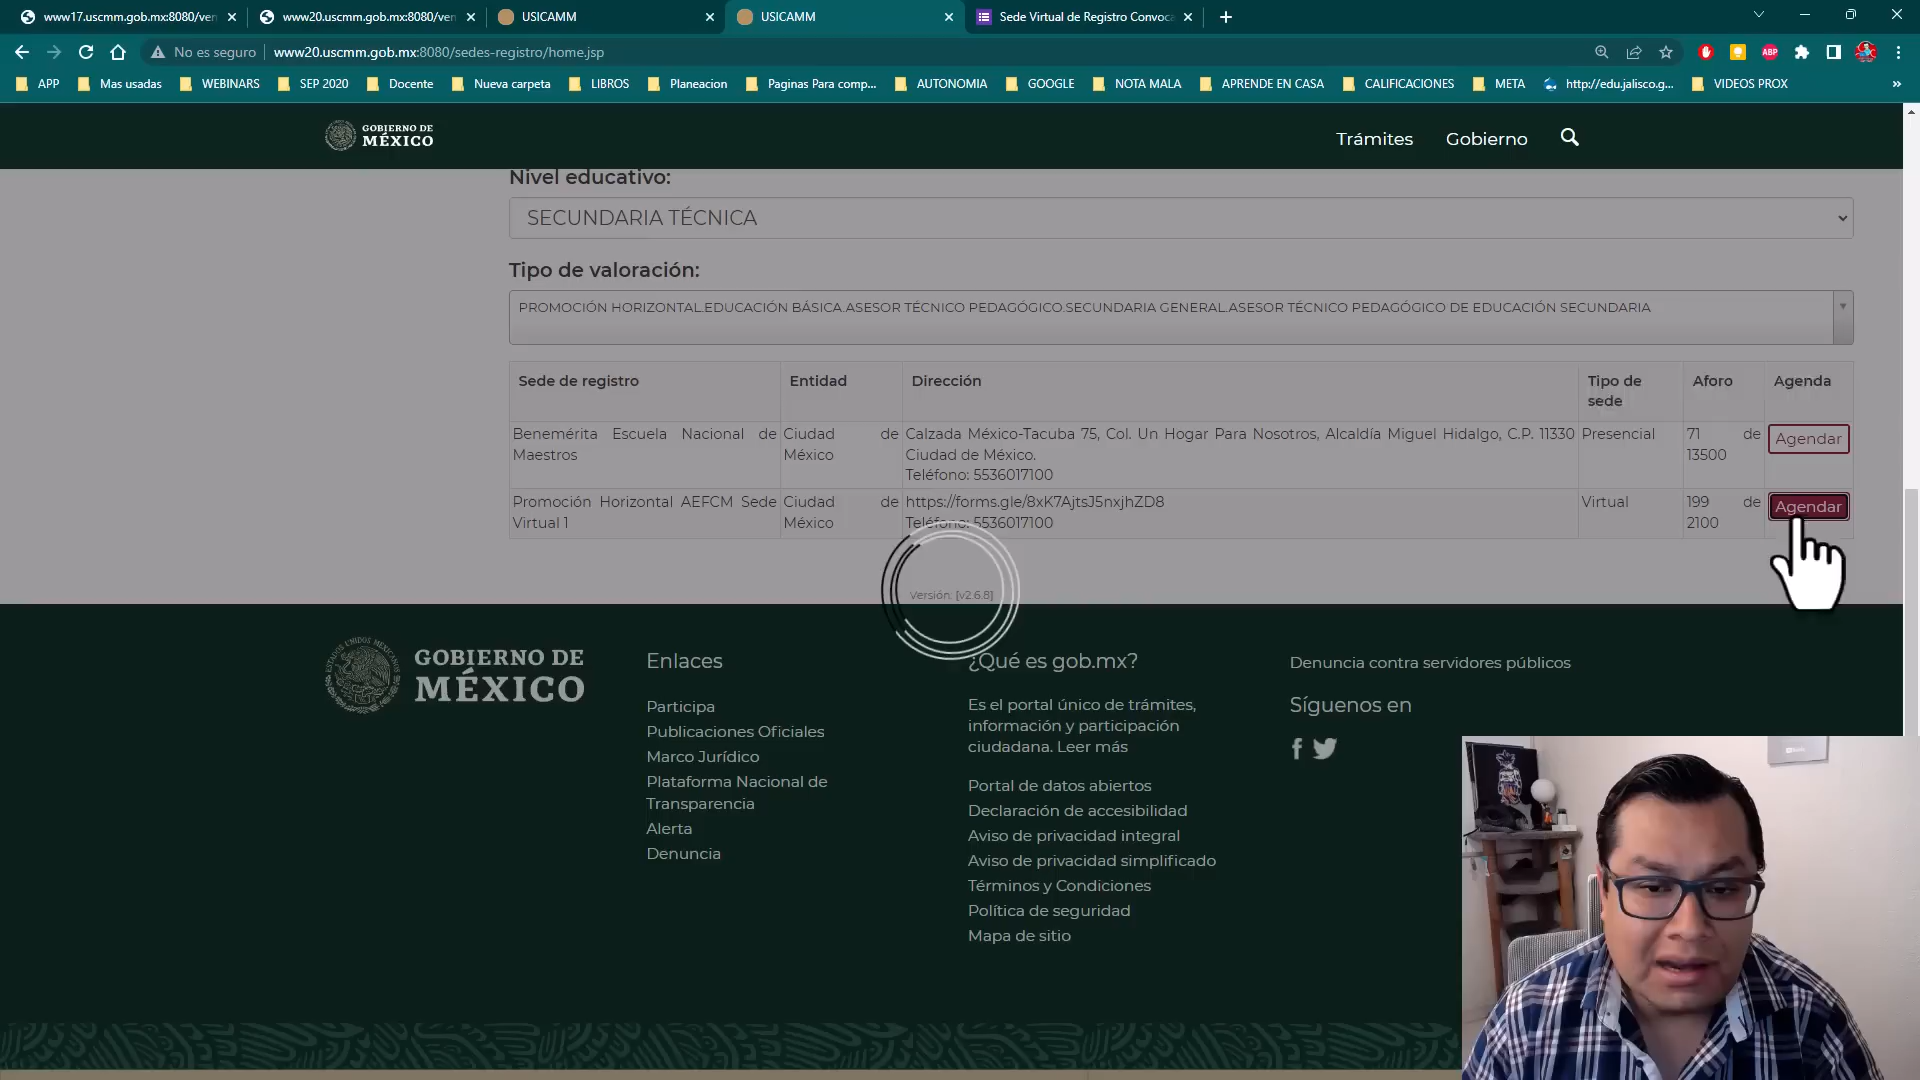 www17.uscmm.gob.mx:8080/ven
www20.uscmm.gob.mx:8080/ven
USICAMM
USICAMM
Sede Virtual de Registro Convoca
No es seguro
www20.uscmm.gob.mx:8080/sedes-registro/home.jsp
APP
Mas usadas
WEBINARS
SEP 2020
Docente
Nueva carpeta
LIBROS
Planeacion
Paginas Para comp...
AUTONOMIA
GOOGLE
NOTA MALA
APRENDE EN CASA
CALIFICACIONES
META
http://edu.jalisco.g...
VIDEOS PROX
»
ABP
GOBIERNO DE
MÉXICO
Trámites
Gobierno
Nivel educativo:
SECUNDARIA TÉCNICA
Tipo de valoración:
PROMOCIÓN HORIZONTAL.EDUCACIÓN BÁSICA.ASESOR TÉCNICO PEDAGÓGICO.SECUNDARIA GENERAL.ASESOR TÉCNICO PEDAGÓGICO DE EDUCACIÓN SECUNDARIA
Sede de registro
Entidad
Dirección
Tipo de
sede
Aforo
Agenda
Benemérita Escuela Nacional de
Maestros
Ciudad de
México
Calzada México-Tacuba 75, Col. Un Hogar Para Nosotros, Alcaldía Miguel Hidalgo, C.P. 11330
Ciudad de México.
Teléfono: 5536017100
Presencial
71 de
13500
Agendar
Promoción Horizontal AEFCM Sede
Virtual 1
Ciudad de
México
https://forms.gle/8xK7AjtsJ5nxjhZD8
Teléfono: 5536017100
Virtual
199 de
2100
Agendar
Versión: [v2.6.8]
GOBIERNO DE
MÉXICO
Enlaces
Participa
Publicaciones Oficiales
Marco Jurídico
Plataforma Nacional de
Transparencia
Alerta
Denuncia
¿Qué es gob.mx?
Es el portal único de trámites,
información y participación
ciudadana. Leer más
Portal de datos abiertos
Declaración de accesibilidad
Aviso de privacidad integral
Aviso de privacidad simplificado
Términos y Condiciones
Política de seguridad
Mapa de sitio
Denuncia contra servidores públicos
Síguenos en